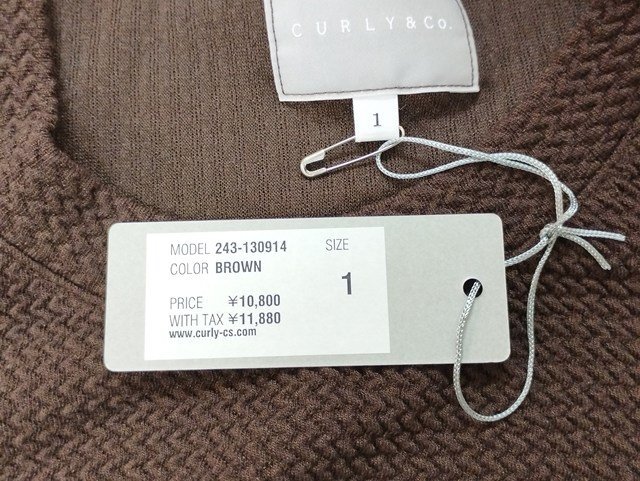 CURLY&Co.
1
MODEL 243-130914
COLOR BROWN
SIZE
1
PRICE ¥10,800
WITH TAX ¥11,880
www.curly-cs.com